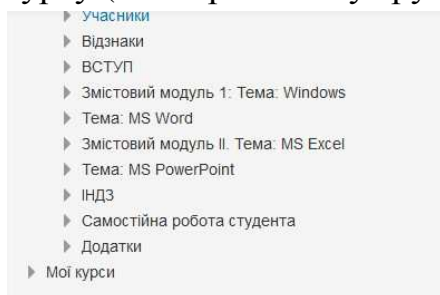 Учасники
Відзнаки
ВСТУП
Змістовий модуль 1: Тема: Windows
Тема: MS Word
Змістовий модуль II. Тема: MS Excel
Тема: MS PowerPoint
ІНДЗ
Самостійна робота студента
Додатки
Мої курси